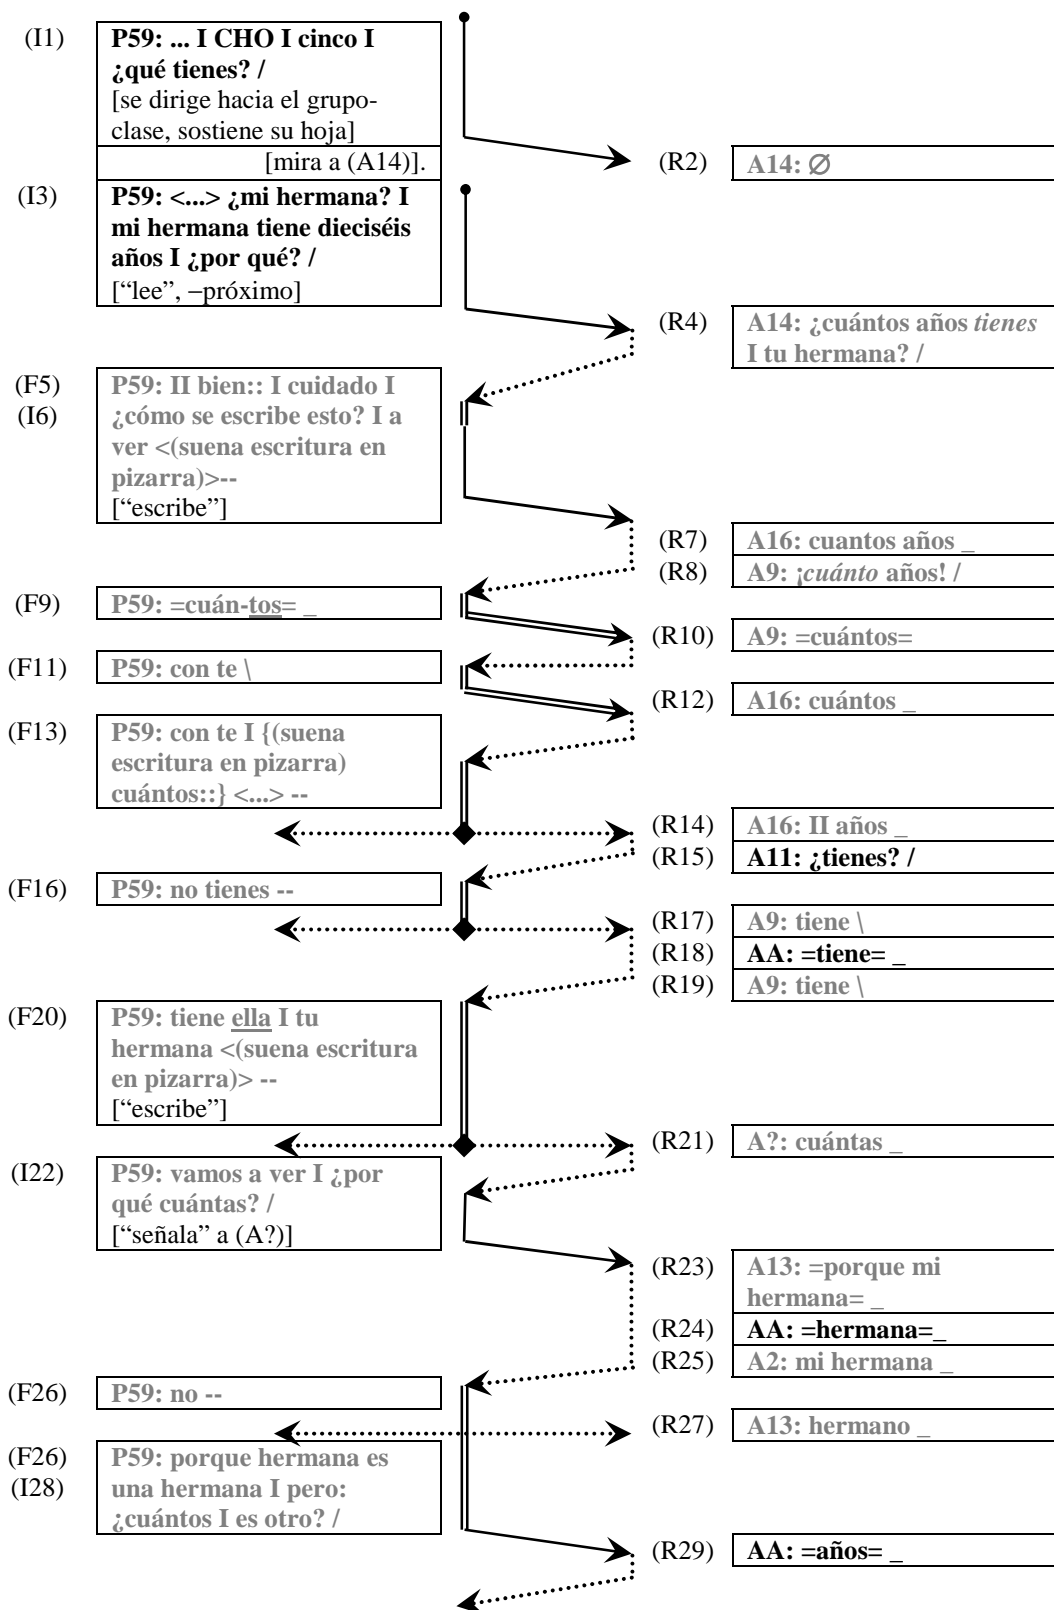 (I1)
P59: ... I CHO I cinco I
¿qué tienes? /
[se dirige hacia el grupo-
clase, sostiene su hoja]
[mira a (A14)].
(R2)
A14: ∅
(I3)
P59: <...> ¿mi hermana? I
mi hermana tiene dieciséis
años I ¿por qué? /
[“lee”, –próximo]
(R4)
A14: ¿cuántos años tienes
I tu hermana? /
(F5)
(I6)
P59: II bien:: I cuidado I
¿cómo se escribe esto? I a
ver <(suena escritura en
pizarra)>--
[“escribe”]
(R7)
A16: cuantos años _
(R8)
A9: ¡cuánto años! /
(F9)
P59: =cuán-tos= _
(R10)
A9: =cuántos=
(F11)
P59: con te \
(R12)
A16: cuántos _
(F13)
P59: con te I {(suena
escritura en pizarra)
cuántos::} <...> --
(R14)
A16: II años _
(R15)
A11: ¿tienes? /
(F16)
P59: no tienes --
(R17)
A9: tiene \
(R18)
AA: =tiene= _
(R19)
A9: tiene \
(F20)
P59: tiene ella I tu
hermana <(suena escritura
en pizarra)> --
[“escribe”]
(R21)
A?: cuántas _
(I22)
P59: vamos a ver I ¿por
qué cuántas? /
[“señala” a (A?)]
(R23)
A13: =porque mi
hermana= _
(R24)
AA: =hermana=_
(R25)
A2: mi hermana _
(F26)
P59: no --
(R27)
A13: hermano _
(F26)
(I28)
P59: porque hermana es
una hermana I pero:
¿cuántos I es otro? /
(R29)
AA: =años= _